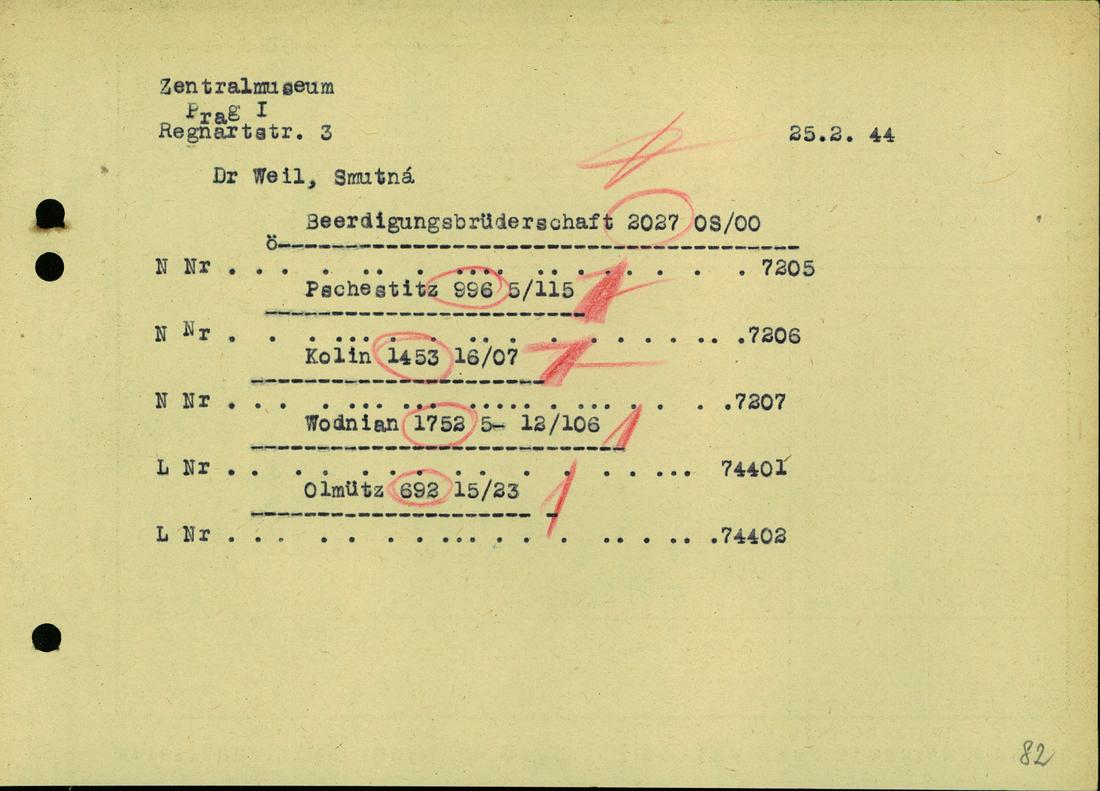 Zentralmuseum
Prag I
Regnartstr. 3
25.2. 44
Dr Weil, Smutná
Beerdigungsbrüderschaft 2027 OS/00
ö----------------------------------------
N Nr . . . . .. . .... .. . . . . . . . 7205
Pschestitz 996 5/115
------------------------
N Nr . . . ... . .. . . . . . . . . .. .7206
Kolin 1453 16/07
----------------------
N Nr . . . ... ... ..... ... . . . .7207
Wodnian 1752 5- 12/106
----------------------------
L Nr .. . . . . . . . . . . . ... 74401
Olmütz 692 15/23
--------------------- -
L Nr . . . . . . .... . . . .. . .. .74402
82